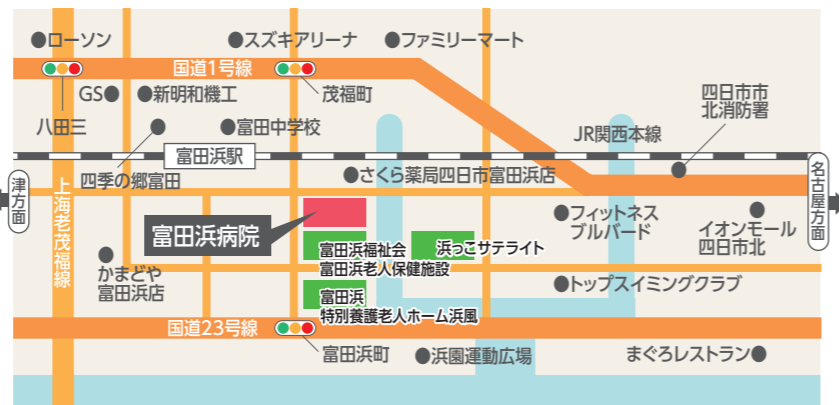 ローソン
スズキアリーナ
ファミリーマート
国道1号線
GS
新明和機工
茂福町
四日市市
北消防署
八田三
富田中学校
JR関西本線
富田浜駅
四季の郷富田
さくら薬局四日市富田浜店
津方面
名古屋方面
上海老茂福線
富田浜病院
フィットネス
ブルバード
イオンモール
四日市北
富田浜福祉会
富田浜老人保健施設
浜っこサテライト
かまどや
富田浜店
トップスイミングクラブ
富田浜
特別養護老人ホーム浜風
国道23号線
富田浜町
浜園運動広場
まぐろレストラン